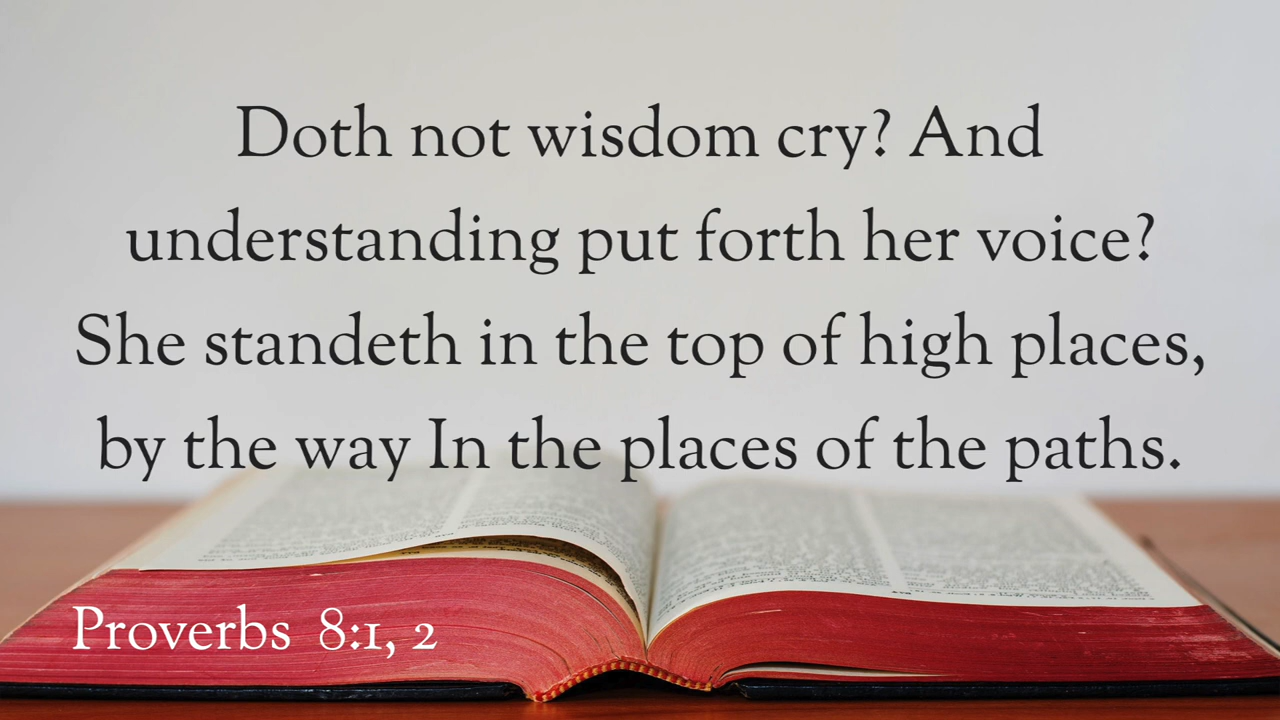 Doth not wisdom cry? And
understanding put forth her voice?
She standeth in the top of high places,
by the way In the places of the paths.
Proverbs 8:1, 2